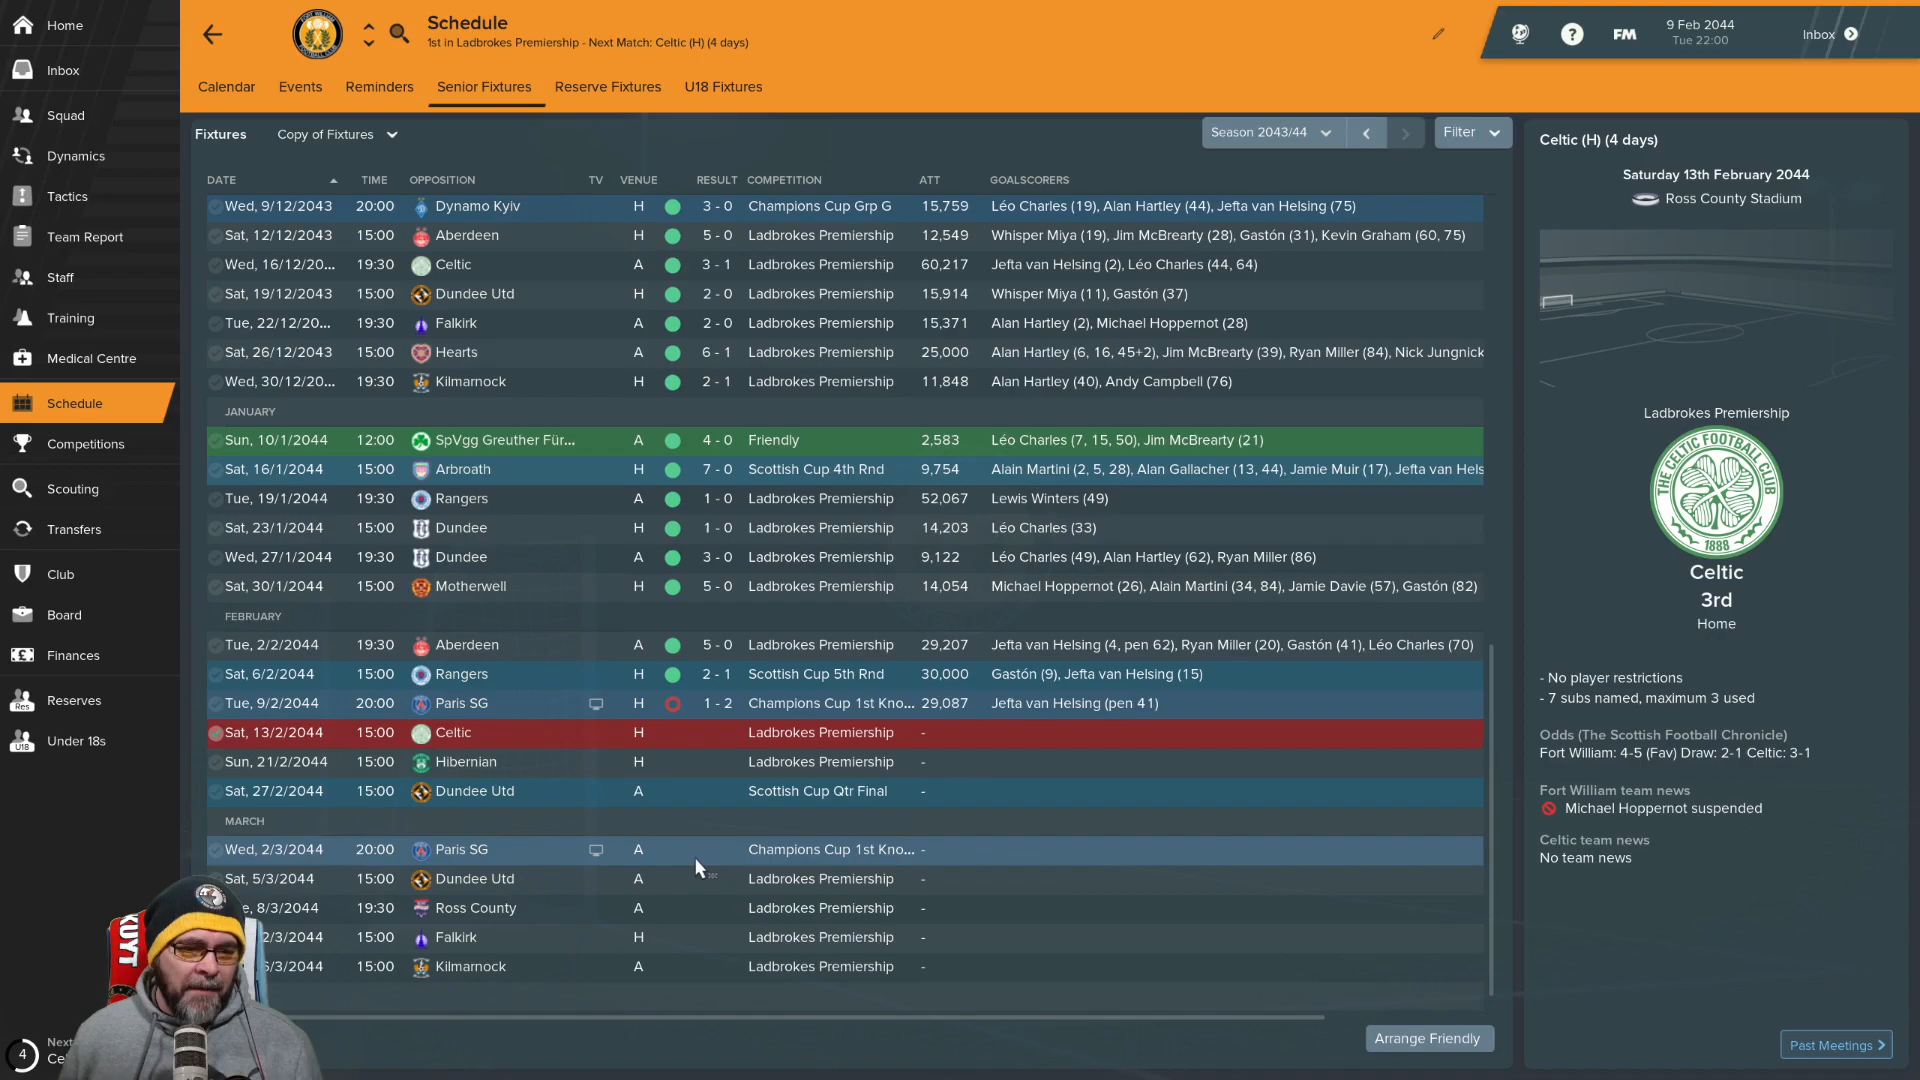 Home
Inbox
Squad
Dynamics
Tactics
Team Report
Staff
Training
Medical Centre
Schedule
Competitions
Scouting
Transfers
Club
Board
Finances
Reserves
Under 18s
4 Next
Schedule
1st in Ladbrokes Premiership - Next Match: Celtic (H) (4 days)
FM
9 Feb 2044
Tue 22:00
Inbox
Calendar Events Reminders Senior Fixtures Reserve Fixtures U18 Fixtures
Fixtures Copy of Fixtures Season 2043/44 Filter
DATE TIME OPPOSITION TV VENUE RESULT COMPETITION ATT GOALSCORERS
Wed, 9/12/2043 20:00 Dynamo Kyiv H 3 - 0 Champions Cup Grp G 15,759 Léo Charles (19), Alan Hartley (44), Jefta van Helsing (75)
Sat, 12/12/2043 15:00 Aberdeen H 5 - 0 Ladbrokes Premiership 12,549 Whisper Miya (19), Jim McBrearty (28), Gastón (31), Kevin Graham (60, 75)
Wed, 16/12/20... 19:30 Celtic A 3 - 1 Ladbrokes Premiership 60,217 Jefta van Helsing (2), Léo Charles (44, 64)
Sat, 19/12/2043 15:00 Dundee Utd H 2 - 0 Ladbrokes Premiership 15,914 Whisper Miya (11), Gastón (37)
Tue, 22/12/20... 19:30 Falkirk A 2 - 0 Ladbrokes Premiership 15,371 Alan Hartley (2), Michael Hoppernot (28)
Sat, 26/12/2043 15:00 Hearts A 6 - 1 Ladbrokes Premiership 25,000 Alan Hartley (6, 16, 45+2), Jim McBrearty (39), Ryan Miller (84), Nick Jungnick
Wed, 30/12/20... 19:30 Kilmarnock H 2 - 1 Ladbrokes Premiership 11,848 Alan Hartley (40), Andy Campbell (76)
JANUARY
Sun, 10/1/2044 12:00 SpVgg Greuther Für... A 4 - 0 Friendly 2,583 Léo Charles (7, 15, 50), Jim McBrearty (21)
Sat, 16/1/2044 15:00 Arbroath H 7 - 0 Scottish Cup 4th Rnd 9,754 Alain Martini (2, 5, 28), Alan Gallacher (13, 44), Jamie Muir (17), Jefta van Hels
Tue, 19/1/2044 19:30 Rangers A 1 - 0 Ladbrokes Premiership 52,067 Lewis Winters (49)
Sat, 23/1/2044 15:00 Dundee H 1 - 0 Ladbrokes Premiership 14,203 Léo Charles (33)
Wed, 27/1/2044 19:30 Dundee A 3 - 0 Ladbrokes Premiership 9,122 Léo Charles (49), Alan Hartley (62), Ryan Miller (86)
Sat, 30/1/2044 15:00 Motherwell H 5 - 0 Ladbrokes Premiership 14,054 Michael Hoppernot (26), Alain Martini (34, 84), Jamie Davie (57), Gastón (82)
FEBRUARY
Tue, 2/2/2044 19:30 Aberdeen A 5 - 0 Ladbrokes Premiership 29,207 Jefta van Helsing (4, pen 62), Ryan Miller (20), Gastón (41), Léo Charles (70)
Sat, 6/2/2044 15:00 Rangers H 2 - 1 Scottish Cup 5th Rnd 30,000 Gastón (9), Jefta van Helsing (15)
Tue, 9/2/2044 20:00 Paris SG H 1 - 2 Champions Cup 1st Kno... 29,087 Jefta van Helsing (pen 41)
Sat, 13/2/2044 15:00 Celtic H Ladbrokes Premiership -
Sun, 21/2/2044 15:00 Hibernian H Ladbrokes Premiership -
Sat, 27/2/2044 15:00 Dundee Utd A Scottish Cup Qtr Final -
MARCH
Wed, 2/3/2044 20:00 Paris SG A Champions Cup 1st Kno... -
Sat, 5/3/2044 15:00 Dundee Utd A Ladbrokes Premiership -
e, 8/3/2044 19:30 Ross County A Ladbrokes Premiership -
2/3/2044 15:00 Falkirk H Ladbrokes Premiership -
/3/2044 15:00 Kilmarnock A Ladbrokes Premiership -
Arrange Friendly
KUYT
Celtic (H) (4 days)
Saturday 13th February 2044
Ross County Stadium
Ladbrokes Premiership
THE CELTIC FOOTBALL CLUB
1888
Celtic
3rd
Home
- No player restrictions
- 7 subs named, maximum 3 used
Odds (The Scottish Football Chronicle)
Fort William: 4-5 (Fav) Draw: 2-1 Celtic: 3-1
Fort William team news
Michael Hoppernot suspended
Celtic team news
No team news
Past Meetings